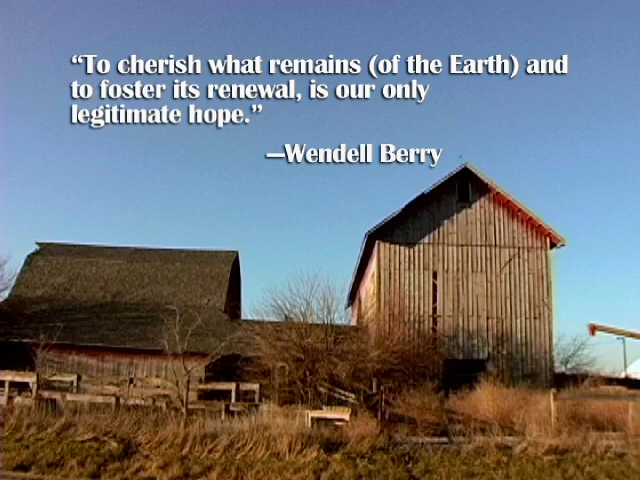 “To cherish what remains (of the Earth) and
to foster its renewal, is our only
legitimate hope.”
—Wendell Berry